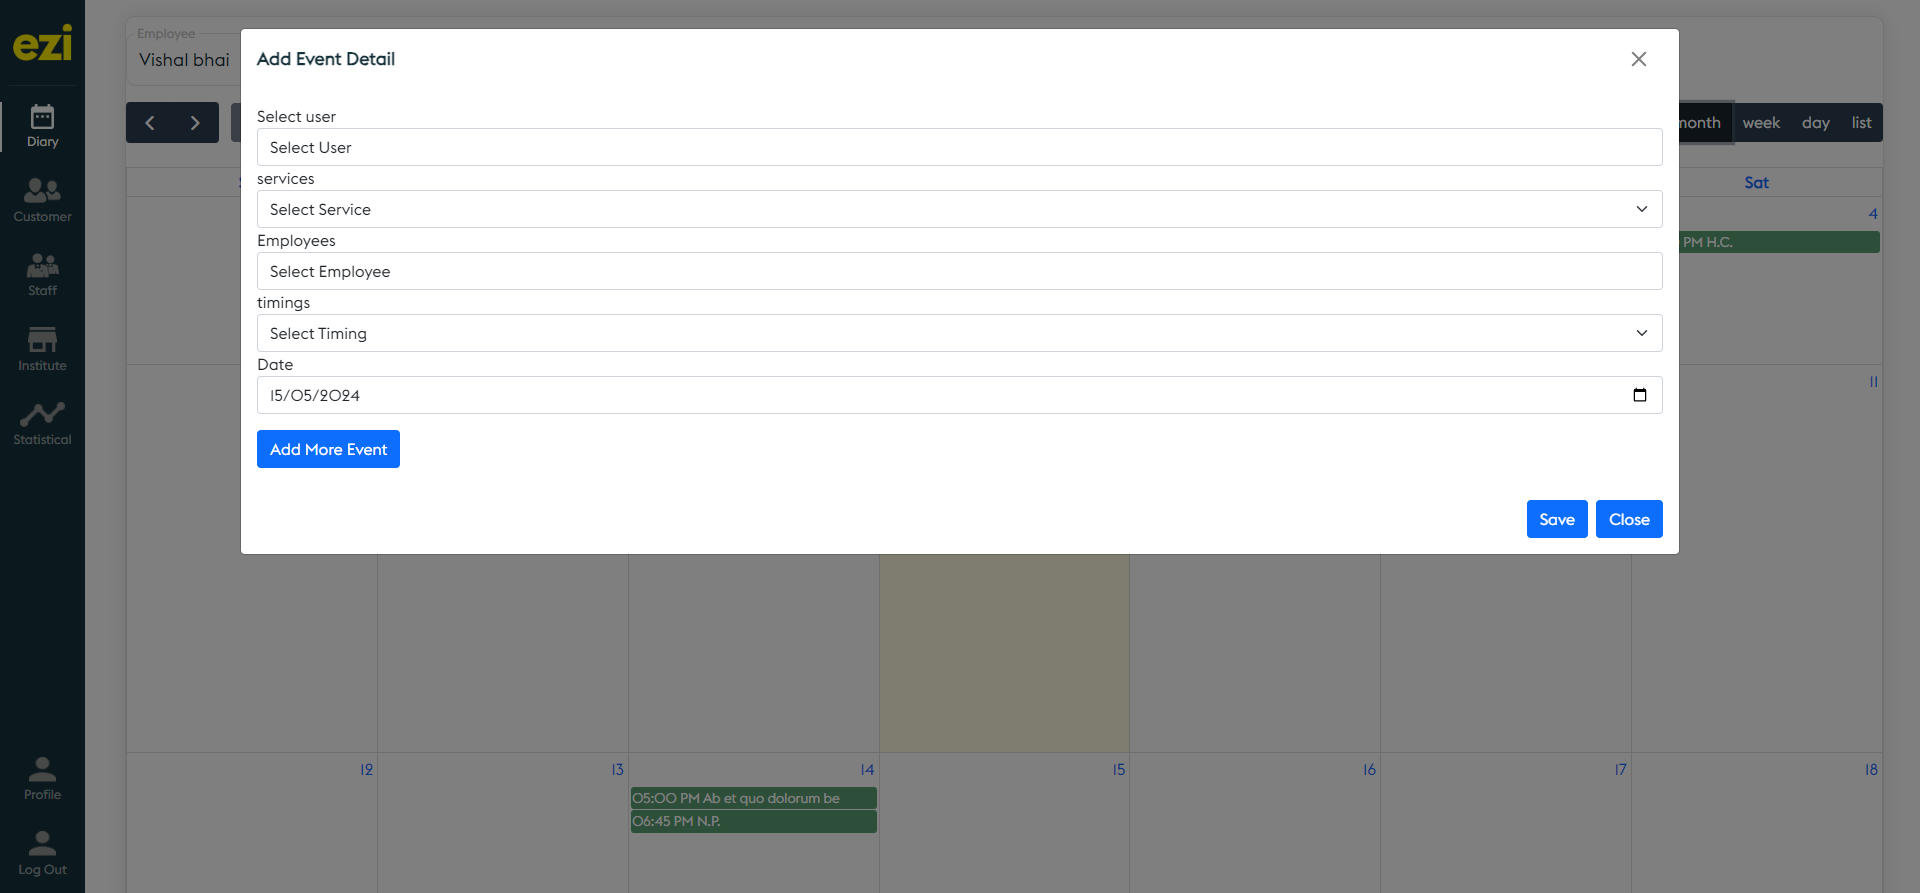 ezi
Diary
Customer
Staff
Institute
Statistical
Profile
Log Out
Employee
Vishal bhai
Add Event Detail
Select user
Select User
services
Select Service
Employees
Select Employee
timings
Select Timing
Date
15/05/2024
Add More Event
Save Close
month week day list
Sat
4
PM H.C.
11
12 13 14 15 16 17 18
05:00 PM Ab et quo dolorum be
06:45 PM N.P.